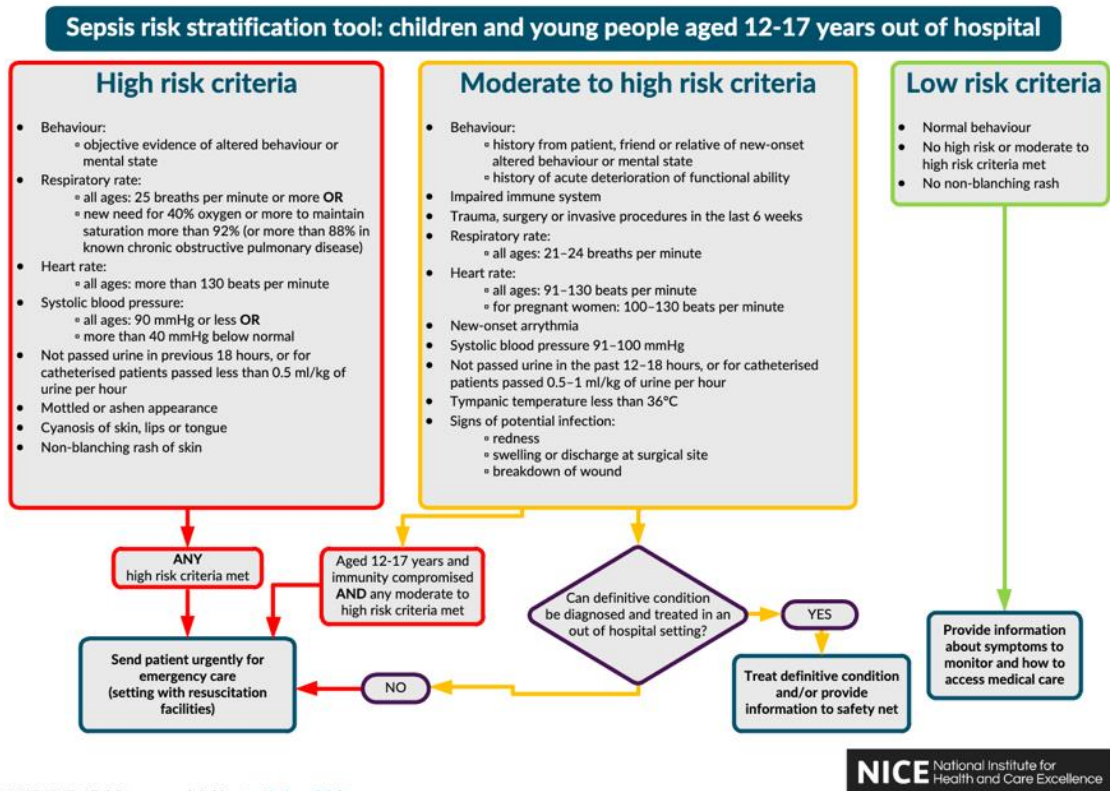 Sepsis risk stratification tool: children and young people aged 12-17 years out of hospital
High risk criteria
• Behaviour:
▫ objective evidence of altered behaviour or
mental state
• Respiratory rate:
▫ all ages: 25 breaths per minute or more OR
▫ new need for 40% oxygen or more to maintain
saturation more than 92% (or more than 88% in
known chronic obstructive pulmonary disease)
• Heart rate:
▫ all ages: more than 130 beats per minute
• Systolic blood pressure:
▫ all ages: 90 mmHg or less OR
▫ more than 40 mmHg below normal
• Not passed urine in previous 18 hours, or for
catheterised patients passed less than 0.5 ml/kg of
urine per hour
• Mottled or ashen appearance
• Cyanosis of skin, lips or tongue
• Non-blanching rash of skin
Moderate to high risk criteria
• Behaviour:
▫ history from patient, friend or relative of new-onset
altered behaviour or mental state
▫ history of acute deterioration of functional ability
• Impaired immune system
• Trauma, surgery or invasive procedures in the last 6 weeks
• Respiratory rate:
▫ all ages: 21–24 breaths per minute
• Heart rate:
▫ all ages: 91–130 beats per minute
▫ for pregnant women: 100–130 beats per minute
• New-onset arrythmia
• Systolic blood pressure 91–100 mmHg
• Not passed urine in the past 12–18 hours, or for catheterised
patients passed 0.5–1 ml/kg of urine per hour
• Tympanic temperature less than 36°C
• Signs of potential infection:
▫ redness
▫ swelling or discharge at surgical site
▫ breakdown of wound
Low risk criteria
• Normal behaviour
• No high risk or moderate to
high risk criteria met
• No non-blanching rash
ANY
high risk criteria met
Aged 12-17 years and
immunity compromised
AND any moderate to
high risk criteria met
Can definitive condition
be diagnosed and treated in an
out of hospital setting?
YES
NO
Send patient urgently for
emergency care
(setting with resuscitation
facilities)
Treat definitive condition
and/or provide
information to safety net
Provide information
about symptoms to
monitor and how to
access medical care
NICE National Institute for
Health and Care Excellence